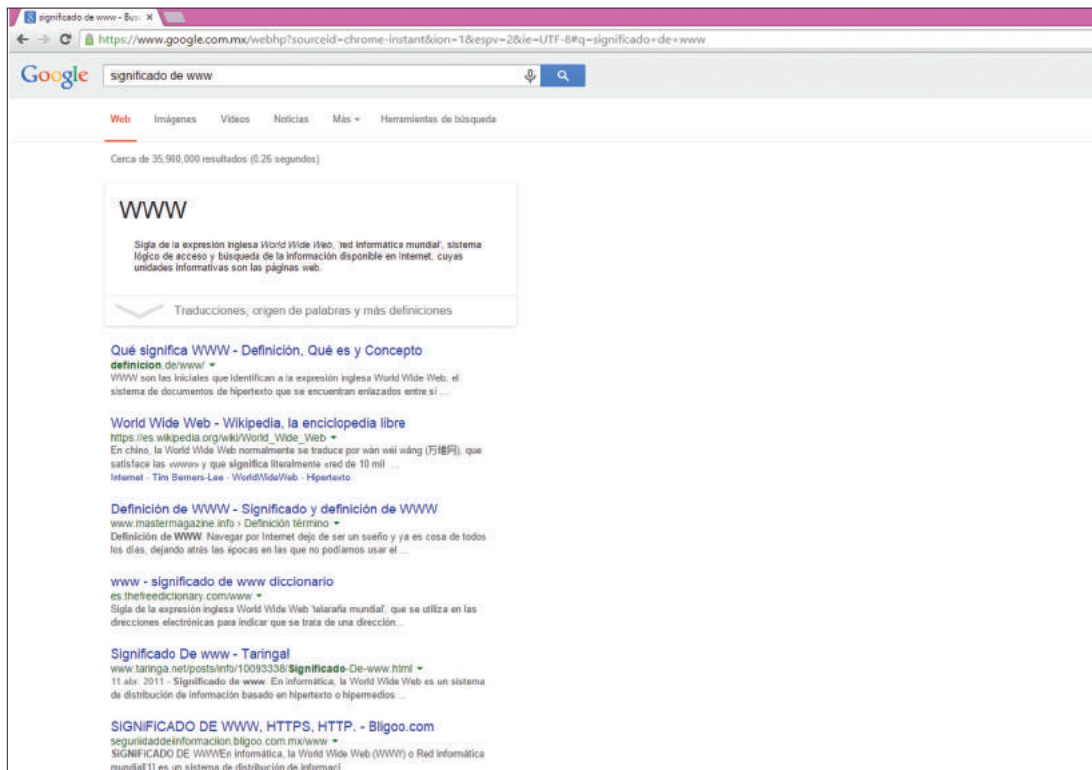 significado de www - Bus
https://www.google.com.mx/webhp?sourceid=chrome-instant&ion=1&espv=2&ie=UTF-8#q=significado+de+www
Google significado de www
Web Imágenes Vídeos Noticias Más Herramientas de búsqueda
Cerca de 35,900,000 resultados (0.26 segundos)
WWW
Sigla de la expresión inglesa World Wide Web, 'red informática mundial', sistema
lógico de acceso y búsqueda de la información disponible en Internet, cuyas
unidades informativas son las páginas web.
Traducciones, origen de palabras y más definiciones
Qué significa WWW - Definición, Qué es y Concepto
definicion.de/www/
WWW son las iniciales que identifican a la expresión inglesa World Wide Web, el
sistema de documentos de hipertexto que se encuentran enlazados entre sí ...
World Wide Web - Wikipedia, la enciclopedia libre
https://es.wikipedia.org/wiki/World_Wide_Web
En chino, la World Wide Web normalmente se traduce por wàn wéi wǎng (万维网), que
satisface las «www» y que significa literalmente «red de 10 mil ...
Internet - Tim Berners-Lee - WorldWideWeb - Hipertexto
Definición de WWW - Significado y definición de WWW
www.mastermagazine.info › Definición término
Definición de WWW. Navegar por Internet dejo de ser un sueño y ya es cosa de todos
los días, dejando atrás las épocas en las que no podíamos usar el ...
www - significado de www diccionario
es.thefreedictionary.com/www
Sigla de la expresión inglesa World Wide Web 'telaraña mundial', que se utiliza en las
direcciones electrónicas para indicar que se trata de una dirección...
Significado De www - Taringa!
www.taringa.net/posts/info/10093338/Significado-De-www.html
11 abr. 2011 - Significado de www. En informática, la World Wide Web es un sistema
de distribución de información basado en hipertexto o hipermedios ...
SIGNIFICADO DE WWW, HTTPS, HTTP. - Bligoo.com
seguriidaddeinformaciion.bligoo.com.mx/www
SIGNIFICADO DE WWWEn informática, la World Wide Web (WWW) o Red informática
mundial[1] es un sistema de distribución de informaci